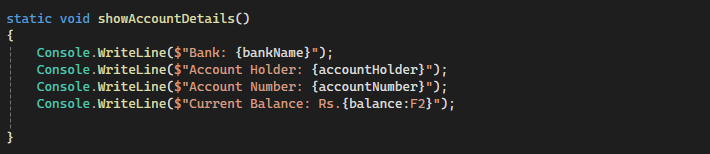 static void showAccountDetails()
{
    Console.WriteLine($"Bank: {bankName}");
    Console.WriteLine($"Account Holder: {accountHolder}");
    Console.WriteLine($"Account Number: {accountNumber}");
    Console.WriteLine($"Current Balance: Rs.{balance:F2}");
}